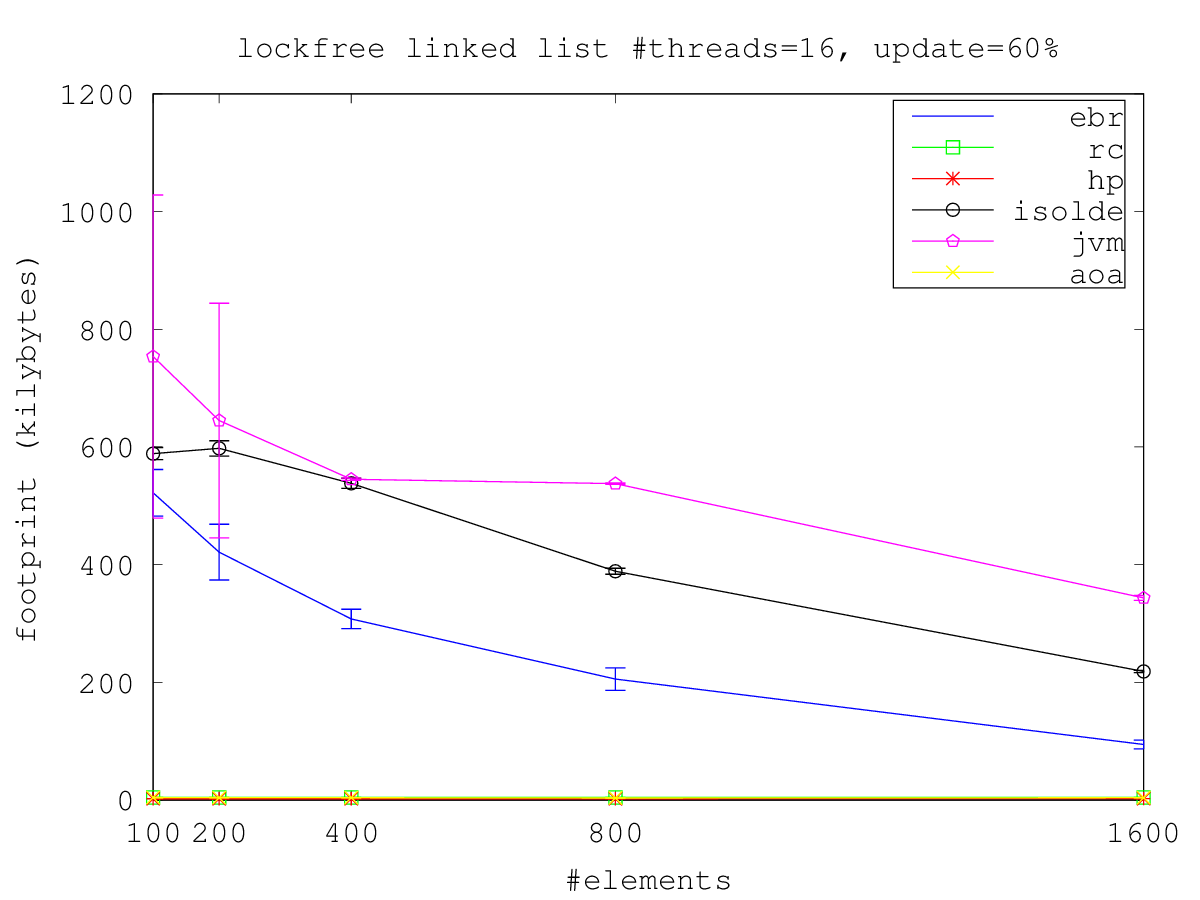 lockfree linked list #threads=16, update=60%
1200
1000
800
600
400
200
0
footprint (kilybytes)
ebr
rc
hp
isolde
jvm
aoa
100 200 400 800 1600
#elements